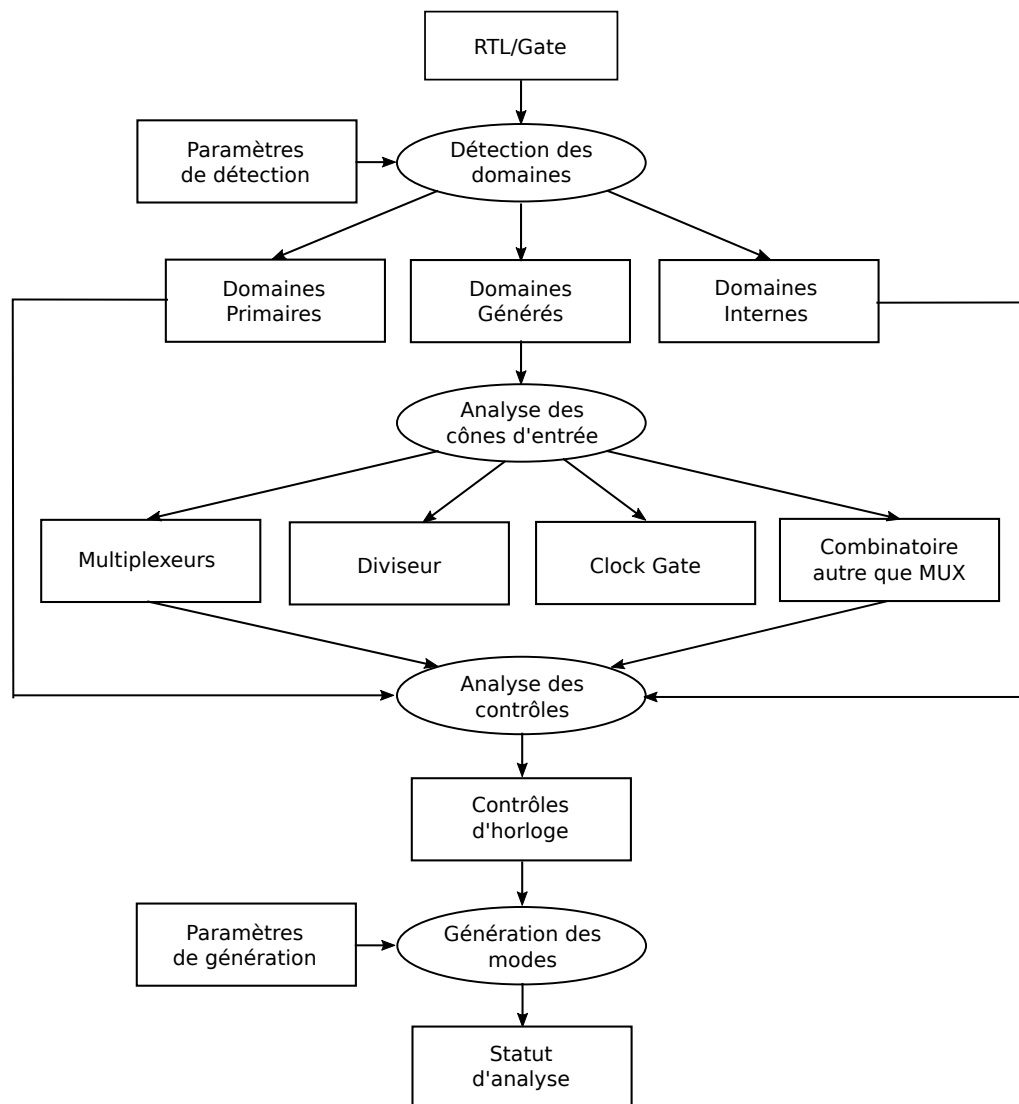 RTL/Gate
Paramètres
de détection
Détection des
domaines
Domaines
Primaires
Domaines
Générés
Domaines
Internes
Analyse des
cônes d'entrée
Multiplexeurs
Diviseur
Clock Gate
Combinatoire
autre que MUX
Analyse des
contrôles
Contrôles
d'horloge
Paramètres
de génération
Génération des
modes
Statut
d'analyse